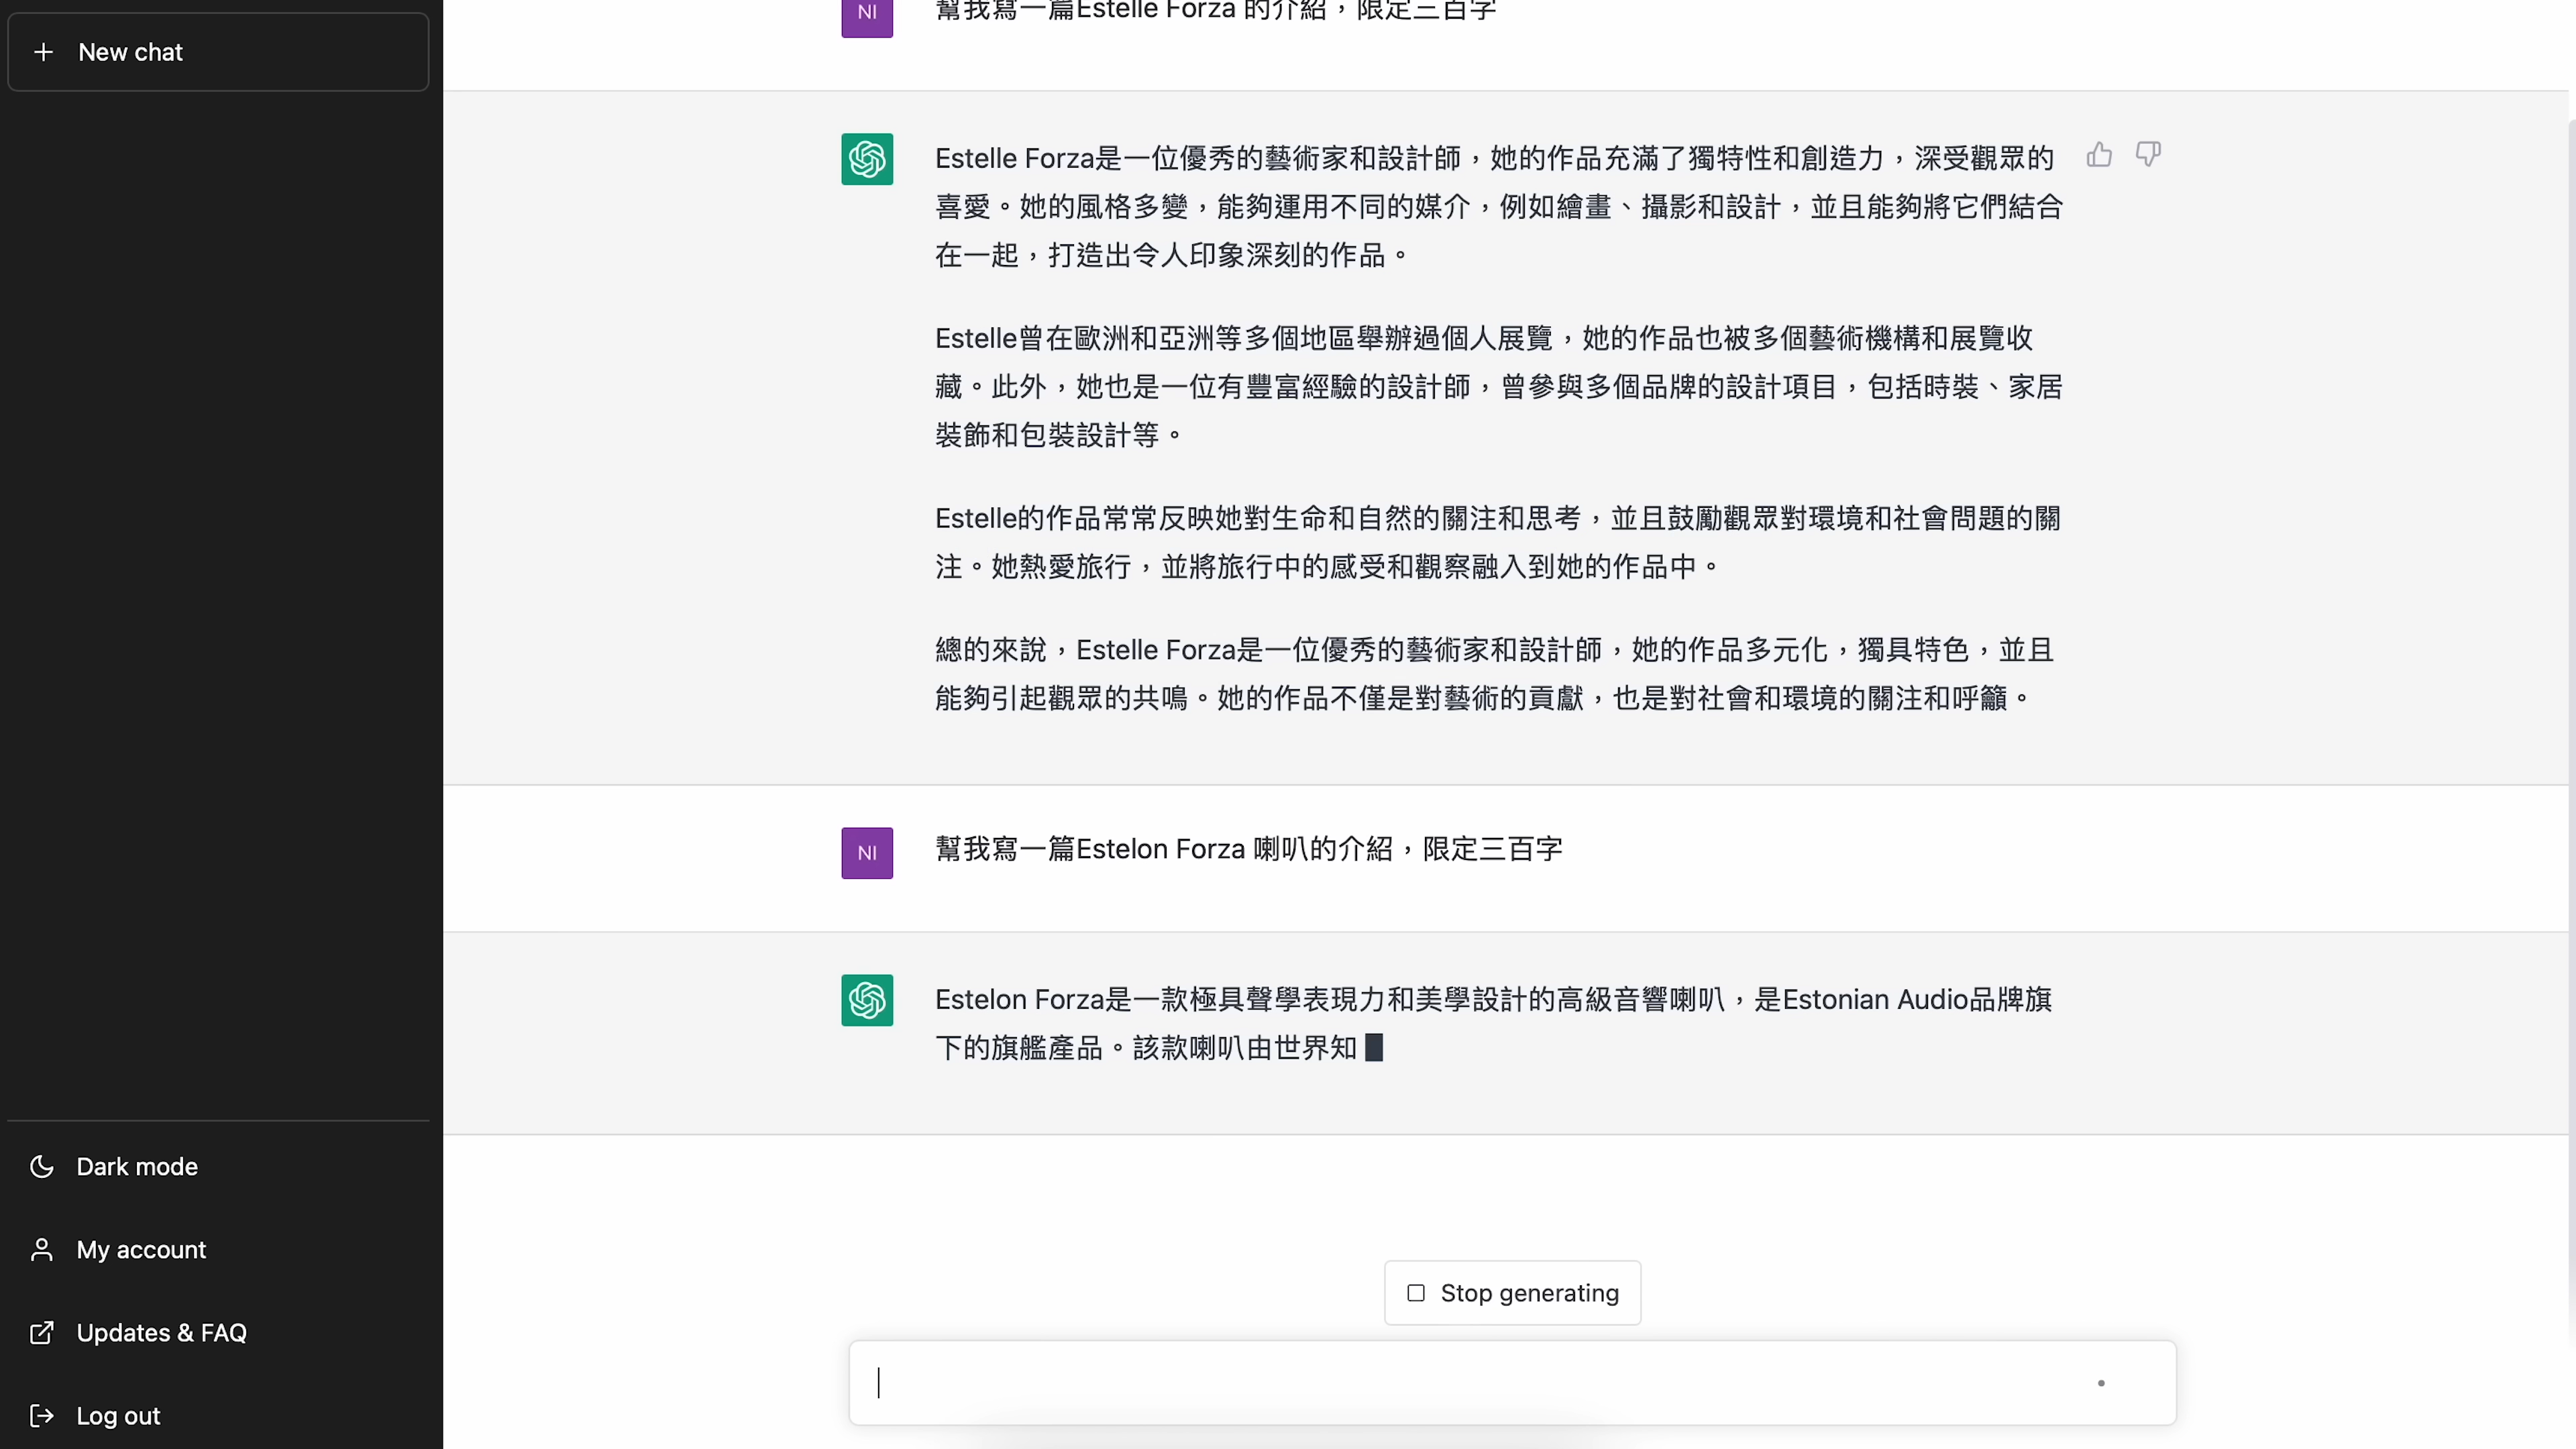 New chat
Dark mode
My account
Updates & FAQ
Log out
NI
幫我寫一篇Estelle Forza 的介紹，限定三百字
Estelle Forza是一位優秀的藝術家和設計師，她的作品充滿了獨特性和創造力，深受觀眾的
喜愛。她的風格多變，能夠運用不同的媒介，例如繪畫、攝影和設計，並且能夠將它們結合
在一起，打造出令人印象深刻的作品。
Estelle曾在歐洲和亞洲等多個地區舉辦過個人展覽，她的作品也被多個藝術機構和展覽收
藏。此外，她也是一位有豐富經驗的設計師，曾參與多個品牌的設計項目，包括時裝、家居
裝飾和包裝設計等。
Estelle的作品常常反映她對生命和自然的關注和思考，並且鼓勵觀眾對環境和社會問題的關
注。她熱愛旅行，並將旅行中的感受和觀察融入到她的作品中。
總的來說，Estelle Forza是一位優秀的藝術家和設計師，她的作品多元化，獨具特色，並且
能夠引起觀眾的共鳴。她的作品不僅是對藝術的貢獻，也是對社會和環境的關注和呼籲。
NI
幫我寫一篇Estelon Forza 喇叭的介紹，限定三百字
Estelon Forza是一款極具聲學表現力和美學設計的高級音響喇叭，是Estonian Audio品牌旗
下的旗艦產品。該款喇叭由世界知
Stop generating